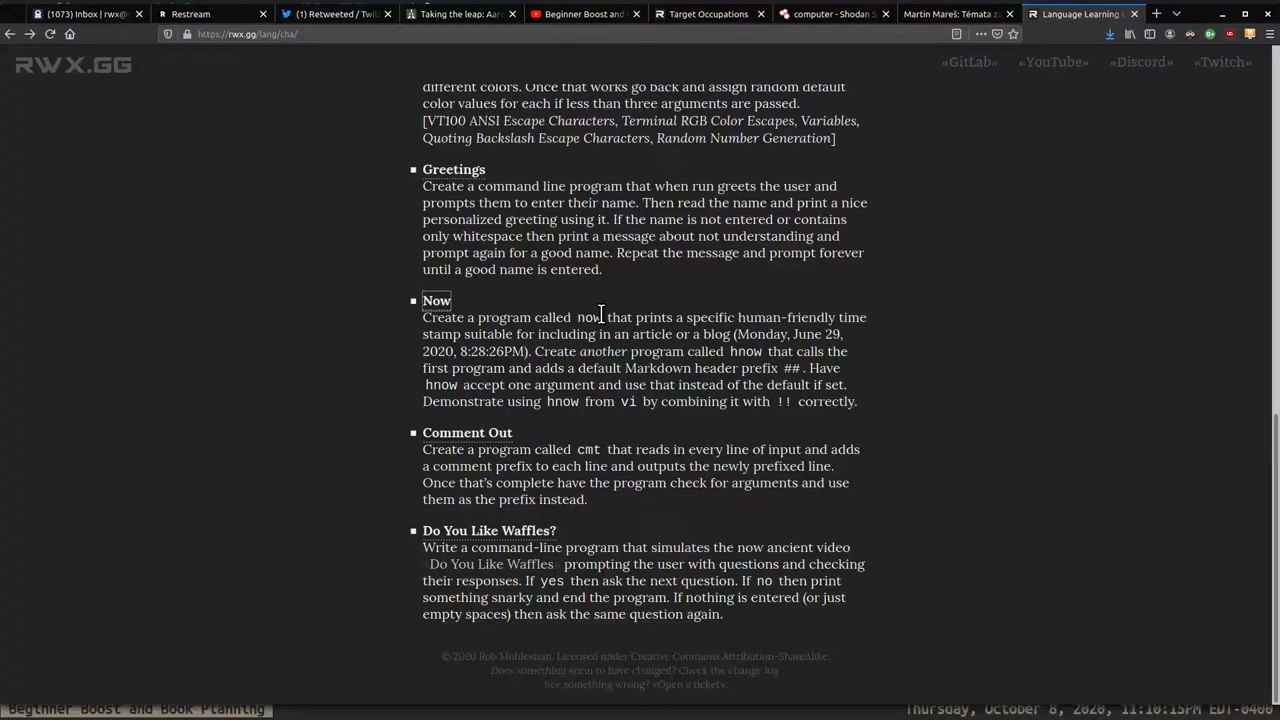 (1073) Inbox | rwx@
Restream
(1) Retweeted / Twit
Taking the leap: Aar
Beginner Boost and
Target Occupations
computer - Shodan S
Martin Mareš: Témata z
Language Learning
https://rwx.gg/lang/cha/
RWX.GG
«GitLab» «YouTube» «Discord» «Twitch»
different colors. Once that works go back and assign random default
color values for each if less than three arguments are passed.
[VT100 ANSI Escape Characters, Terminal RGB Color Escapes, Variables,
Quoting Backslash Escape Characters, Random Number Generation]
Greetings
Create a command line program that when run greets the user and
prompts them to enter their name. Then read the name and print a nice
personalized greeting using it. If the name is not entered or contains
only whitespace then print a message about not understanding and
prompt again for a good name. Repeat the message and prompt forever
until a good name is entered.
Now
Create a program called now that prints a specific human-friendly time
stamp suitable for including in an article or a blog (Monday, June 29,
2020, 8:28:26PM). Create another program called hnow that calls the
first program and adds a default Markdown header prefix ##. Have
hnow accept one argument and use that instead of the default if set.
Demonstrate using hnow from vi by combining it with !! correctly.
Comment Out
Create a program called cmt that reads in every line of input and adds
a comment prefix to each line and outputs the newly prefixed line.
Once that’s complete have the program check for arguments and use
them as the prefix instead.
Do You Like Waffles?
Write a command-line program that simulates the now ancient video
Do You Like Waffles prompting the user with questions and checking
their responses. If yes then ask the next question. If no then print
something snarky and end the program. If nothing is entered (or just
empty spaces) then ask the same question again.
© 2020 Rob Muhlestein. Licensed under Creative Commons Attribution-ShareAlike.
Does something seem to have changed? Check the change log
See something wrong? «Open a ticket».
Beginner Boost and Book Planning
Thursday, October 8, 2020, 11:10:15PM EDT-0400